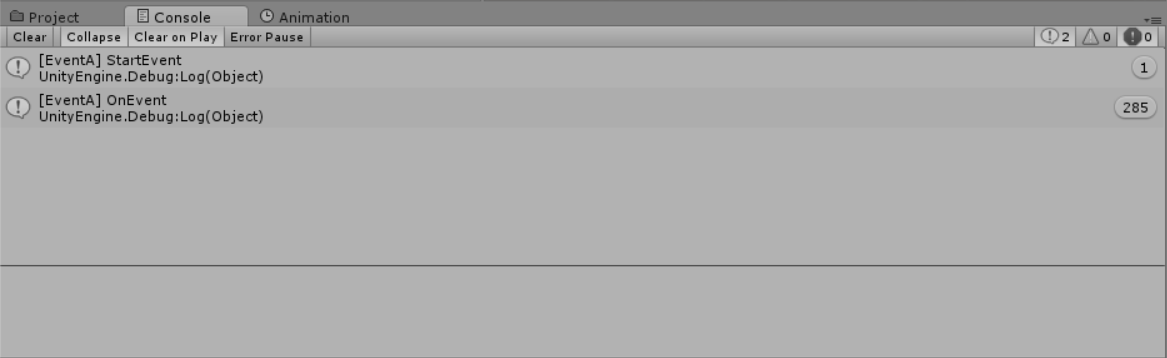 Project Console Animation
Clear Collapse Clear on Play Error Pause 2 0 0
[EventA] StartEvent
UnityEngine.Debug:Log(Object)
1
[EventA] OnEvent
UnityEngine.Debug:Log(Object)
285